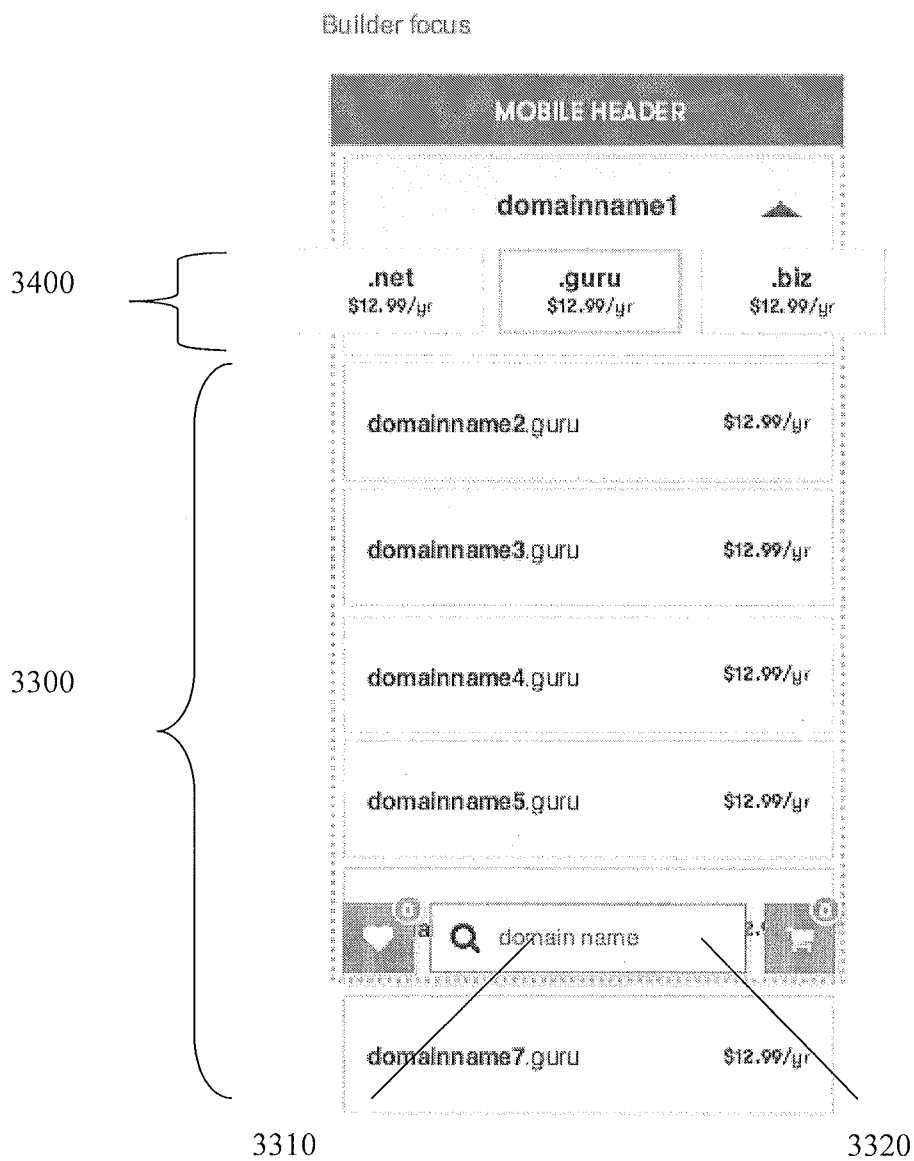 Builder focus
MOBILE HEADER
domainname1
3400
.net .guru .biz
$12.99/yr $12.99/yr $12.99/yr
domainname2.guru $12.99/yr
domainname3.guru $12.99/yr
3300
domainname4.guru $12.99/yr
domainname5.guru $12.99/yr
0 0
domain name
domainname7.guru $12.99/yr
3310 3320